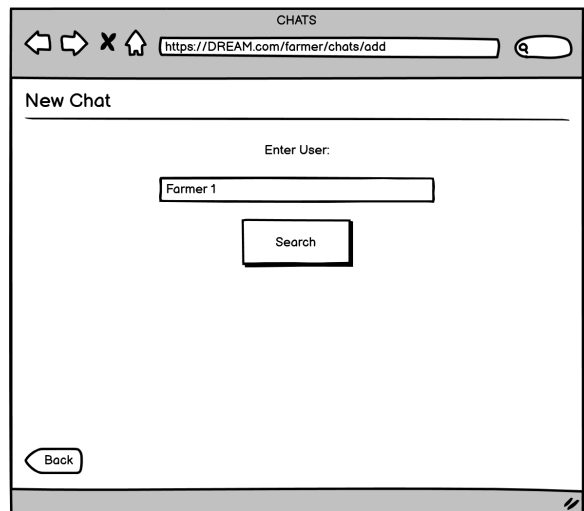 CHATS
https://DREAM.com/farmer/chats/add
New Chat
Enter User:
Farmer 1
Search
Back